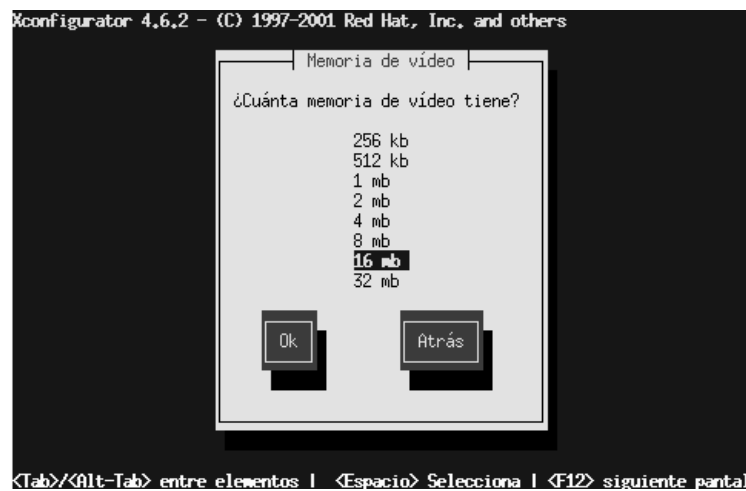 Xconfigurator 4.6.2 - (C) 1997-2001 Red Hat, Inc. and others
Memoria de vídeo
¿Cuánta memoria de vídeo tiene?
256 kb
512 kb
1 mb
2 mb
4 mb
8 mb
16 mb
32 mb
Ok Atrás
<Tab>/<Alt-Tab> entre elementos | <Espacio> Selecciona | <F12> siguiente pantal